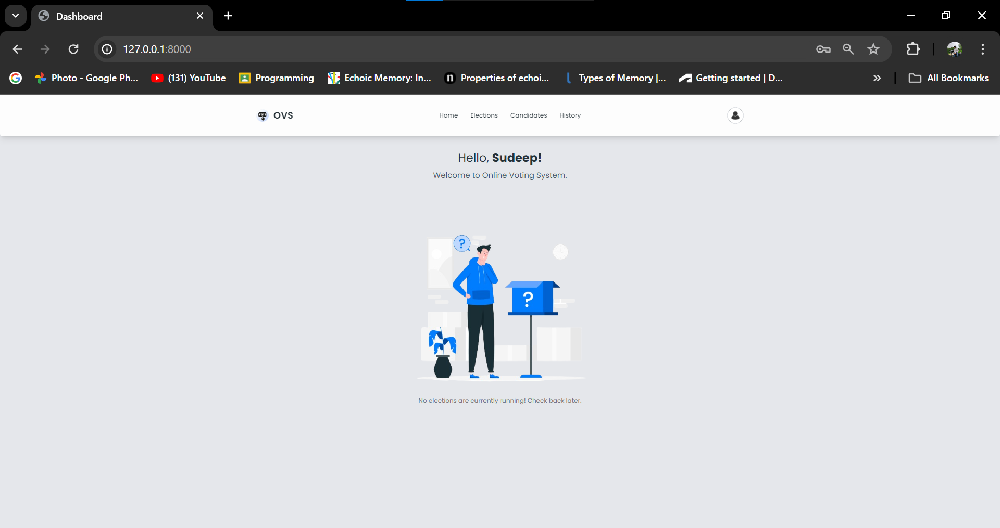 Dashboard
127.0.0.1:8000
Photo - Google Ph...
(131) YouTube
Programming
Echoic Memory: In...
Properties of echoi...
Types of Memory |...
Getting started | D...
All Bookmarks
OVS
Home
Elections
Candidates
History
Hello, Sudeep!
Welcome to Online Voting System.
?
?
No elections are currently running! Check back later.